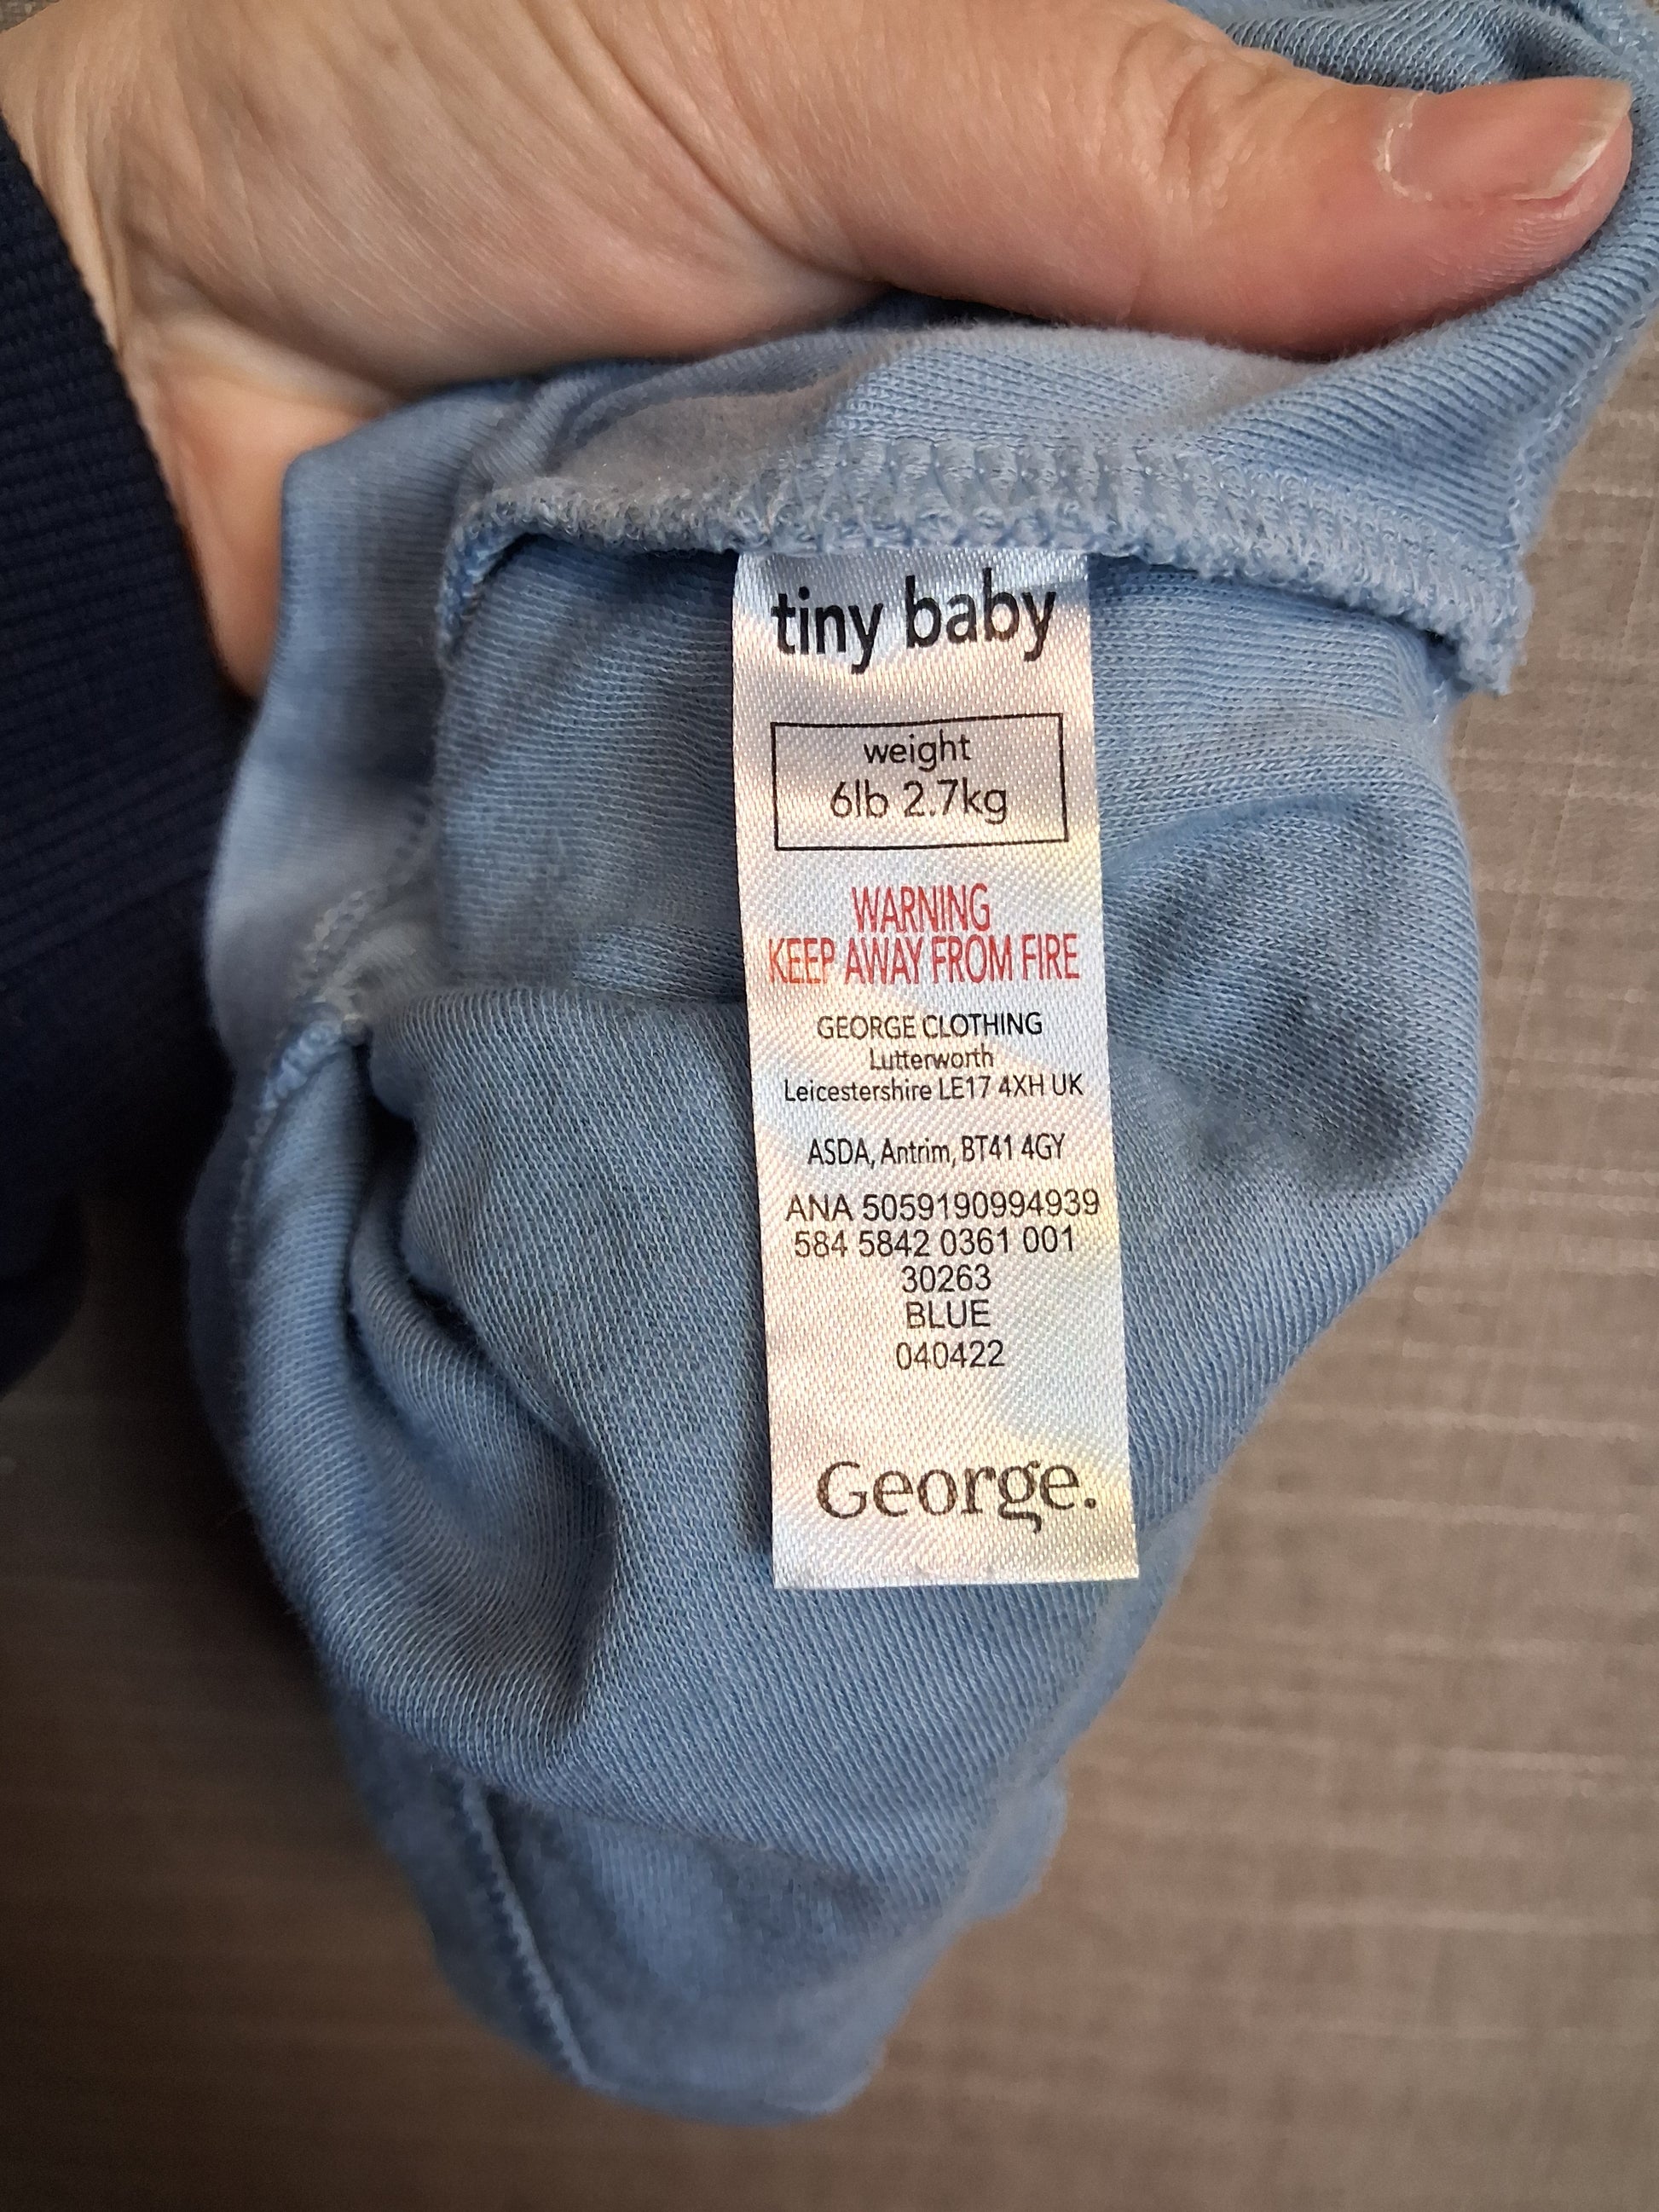 tiny baby
weight
6lb 2.7kg
WARNING
KEEP AWAY FROM FIRE
GEORGE CLOTHING
Lutterworth
Leicestershire LE17 4XH UK
ASDA, Antrim, BT41 4GY
ANA 5059190994939
584 5842 0361 001
30263
BLUE
040422
George.